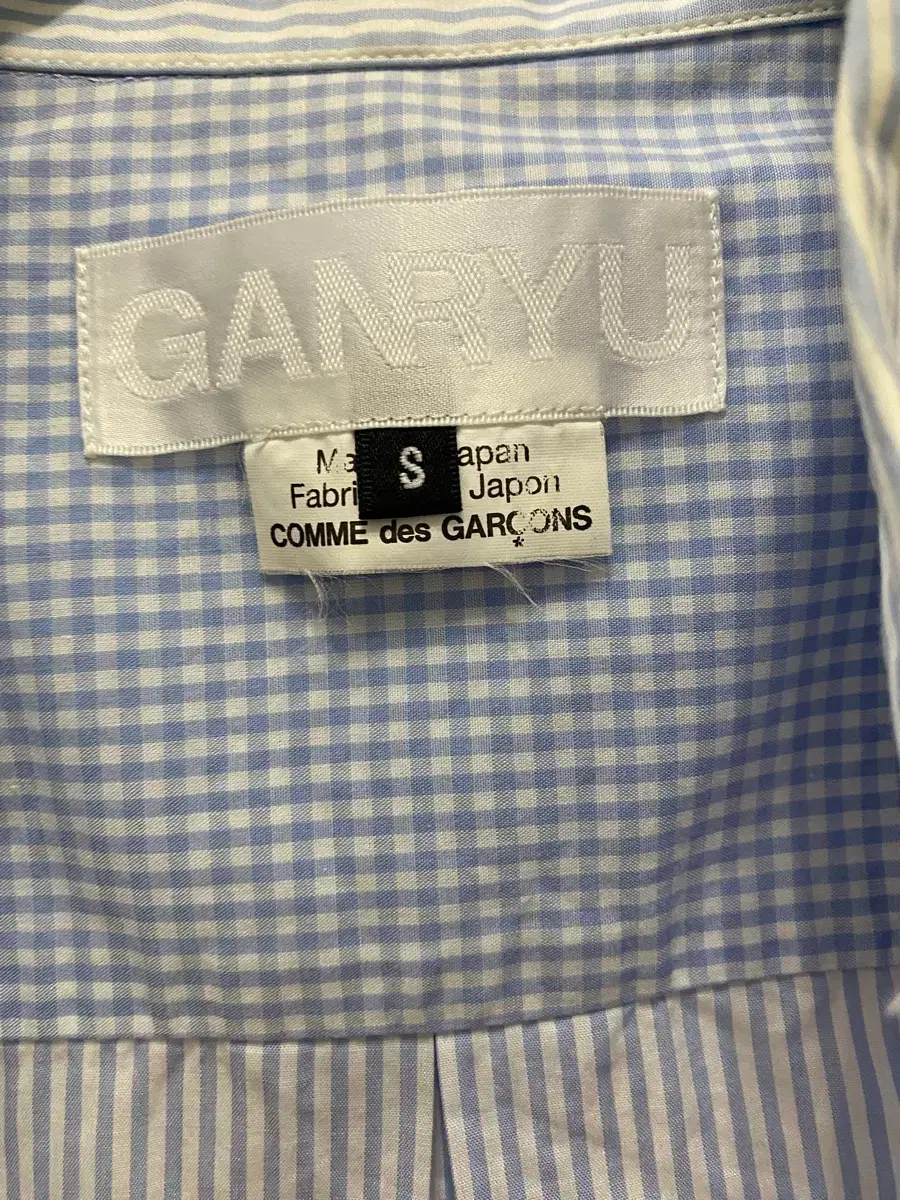 GANRYU
S
Ma apan
Fabri Japon
COMME des GARÇONS
*